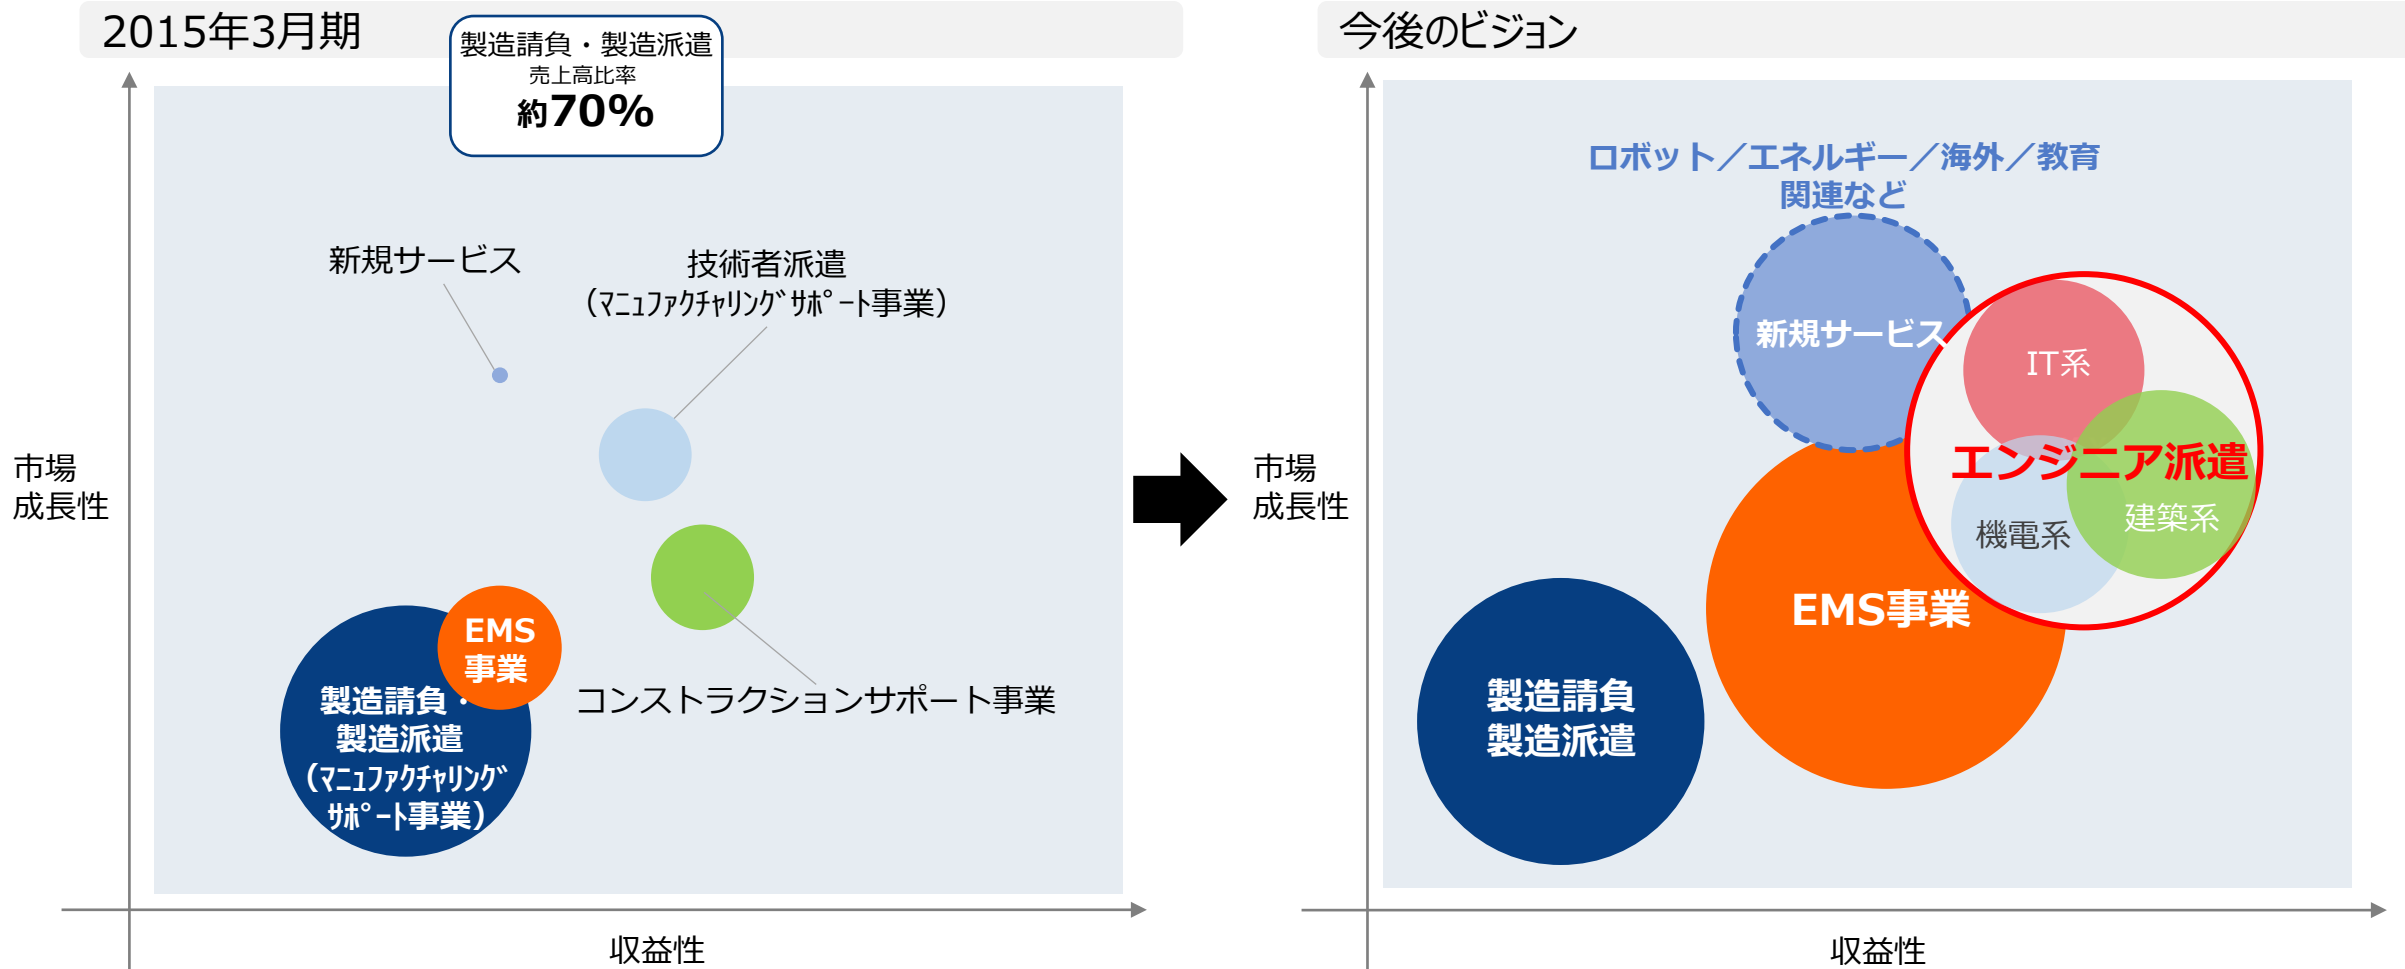 2015年3月期
製造請負・製造派遣
売上高比率
約70%
新規サービス
技術者派遣
（ﾏﾆｭﾌｧｸﾁｬﾘﾝｸﾞｻﾎﾟｰﾄ事業）
市場
成長性
EMS
事業
製造請負・
製造派遣
（ﾏﾆｭﾌｧｸﾁｬﾘﾝｸﾞ
ｻﾎﾟｰﾄ事業）
コンストラクションサポート事業
収益性
今後のビジョン
ロボット／エネルギー／海外／教育
関連など
新規サービス
IT系
エンジニア派遣
建築系
機電系
市場
成長性
EMS事業
製造請負
製造派遣
収益性